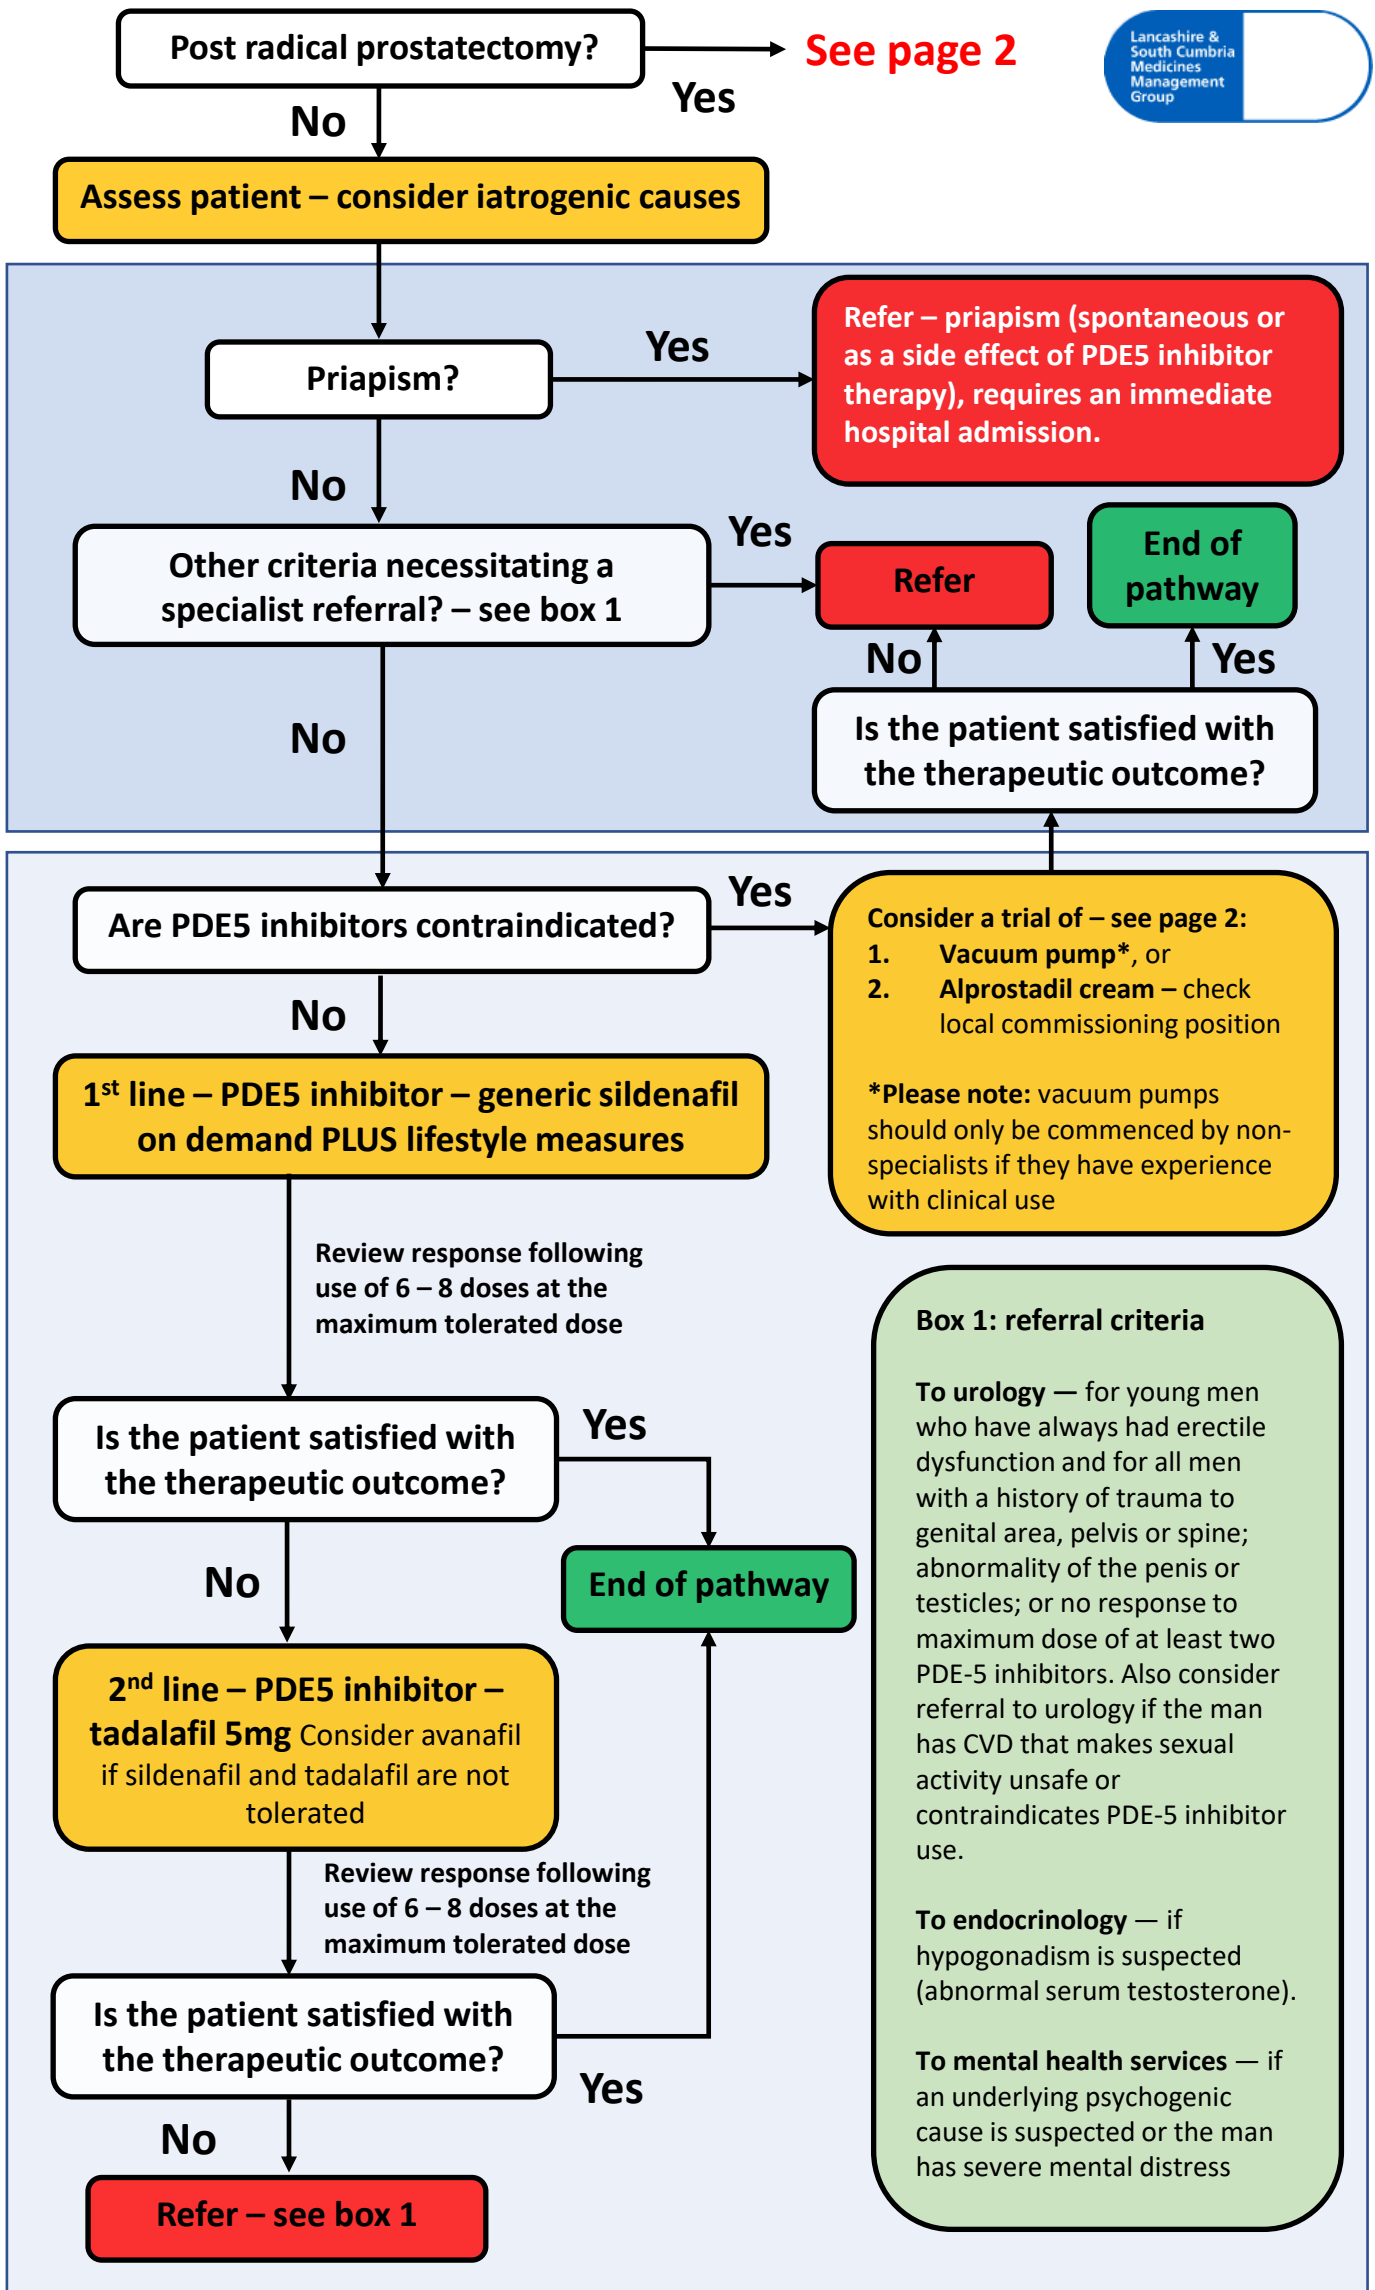 Post radical prostatectomy?
See page 2
Lancashire &
South Cumbria
Medicines
Management
Group
Yes
No
Assess patient – consider iatrogenic causes
Priapism?
Yes
Refer – priapism (spontaneous or
as a side effect of PDE5 inhibitor
therapy), requires an immediate
hospital admission.
No
Other criteria necessitating a
specialist referral? – see box 1
Yes
Refer
End of
pathway
No
Yes
Is the patient satisfied with
the therapeutic outcome?
No
Are PDE5 inhibitors contraindicated?
Yes
Consider a trial of – see page 2:
1. Vacuum pump*, or
2. Alprostadil cream – check
local commissioning position
*Please note: vacuum pumps
should only be commenced by non-
specialists if they have experience
with clinical use
No
1st line – PDE5 inhibitor – generic sildenafil
on demand PLUS lifestyle measures
Review response following
use of 6 – 8 doses at the
maximum tolerated dose
Is the patient satisfied with
the therapeutic outcome?
Yes
End of pathway
No
2nd line – PDE5 inhibitor –
tadalafil 5mg Consider avanafil
if sildenafil and tadalafil are not
tolerated
Review response following
use of 6 – 8 doses at the
maximum tolerated dose
Is the patient satisfied with
the therapeutic outcome?
Yes
No
Refer – see box 1
Box 1: referral criteria
To urology — for young men
who have always had erectile
dysfunction and for all men
with a history of trauma to
genital area, pelvis or spine;
abnormality of the penis or
testicles; or no response to
maximum dose of at least two
PDE-5 inhibitors. Also consider
referral to urology if the man
has CVD that makes sexual
activity unsafe or
contraindicates PDE-5 inhibitor
use.
To endocrinology — if
hypogonadism is suspected
(abnormal serum testosterone).
To mental health services — if
an underlying psychogenic
cause is suspected or the man
has severe mental distress